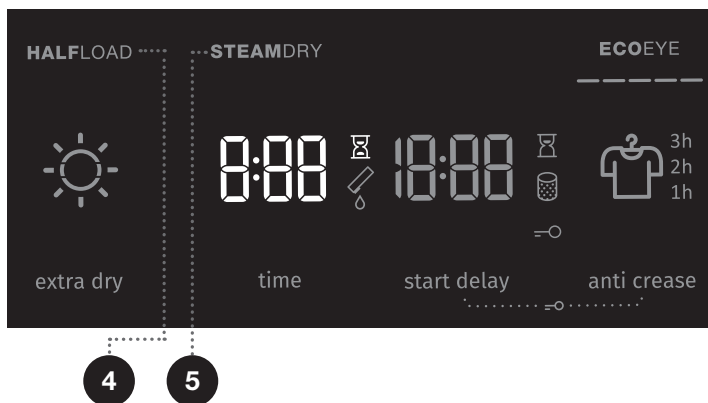 HALFLOAD
STEAMDRY
ECOEYE
8:88
18:88
3h
2h
1h
extra dry
time
start delay
anti crease
4
5